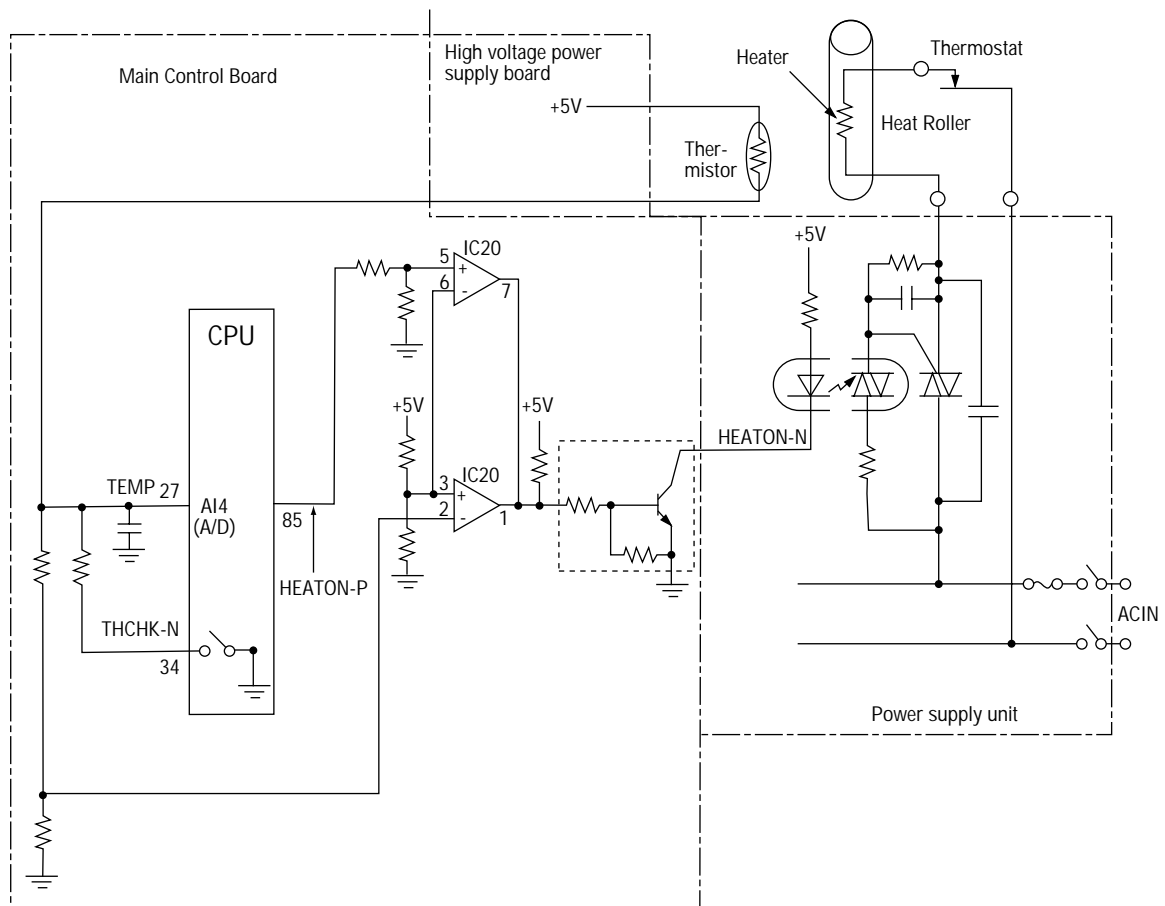 Main Control Board
High voltage power
supply board
+5V
Ther-
mistor
Heater
Thermostat
Heat Roller
IC20
5
+
6
-
7
+5V
CPU
+5V
+5V
HEATON-N
IC20
3
+
2
-
1
TEMP 27
AI4
(A/D)
85
HEATON-P
THCHK-N
34
ACIN
Power supply unit